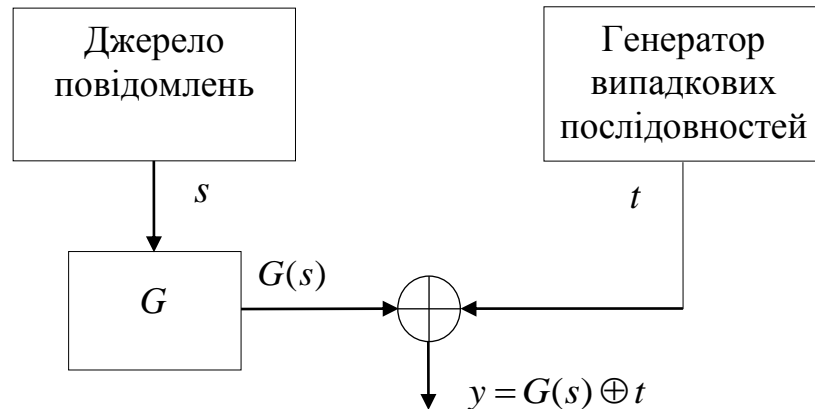 Джерело
повідомлень
Генератор
випадкових
послідовностей
s
t
G
G(s)
y = G(s) ⊕ t